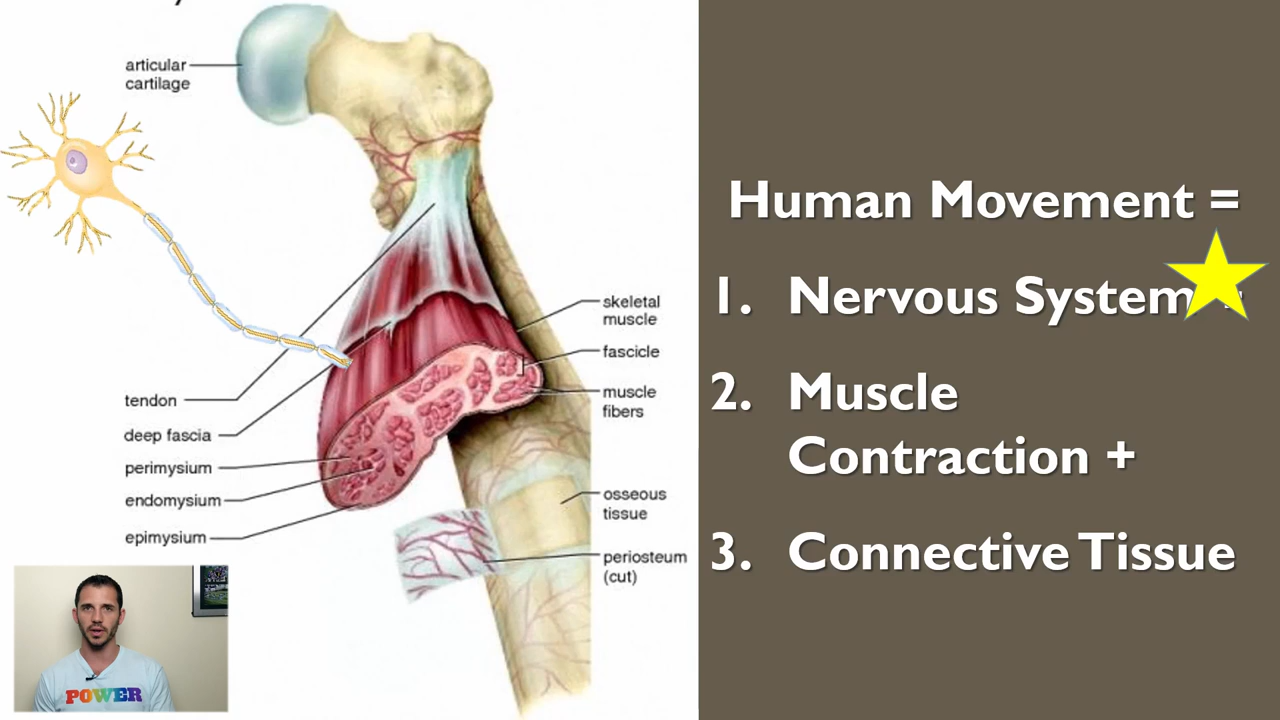 articular
cartilage
skeletal
muscle
fascicle
muscle
fibers
tendon
deep fascia
perimysium
endomysium
epimysium
osseous
tissue
periosteum
(cut)
POWER
Human Movement =
1. Nervous System
2. Muscle
Contraction +
3. Connective Tissue